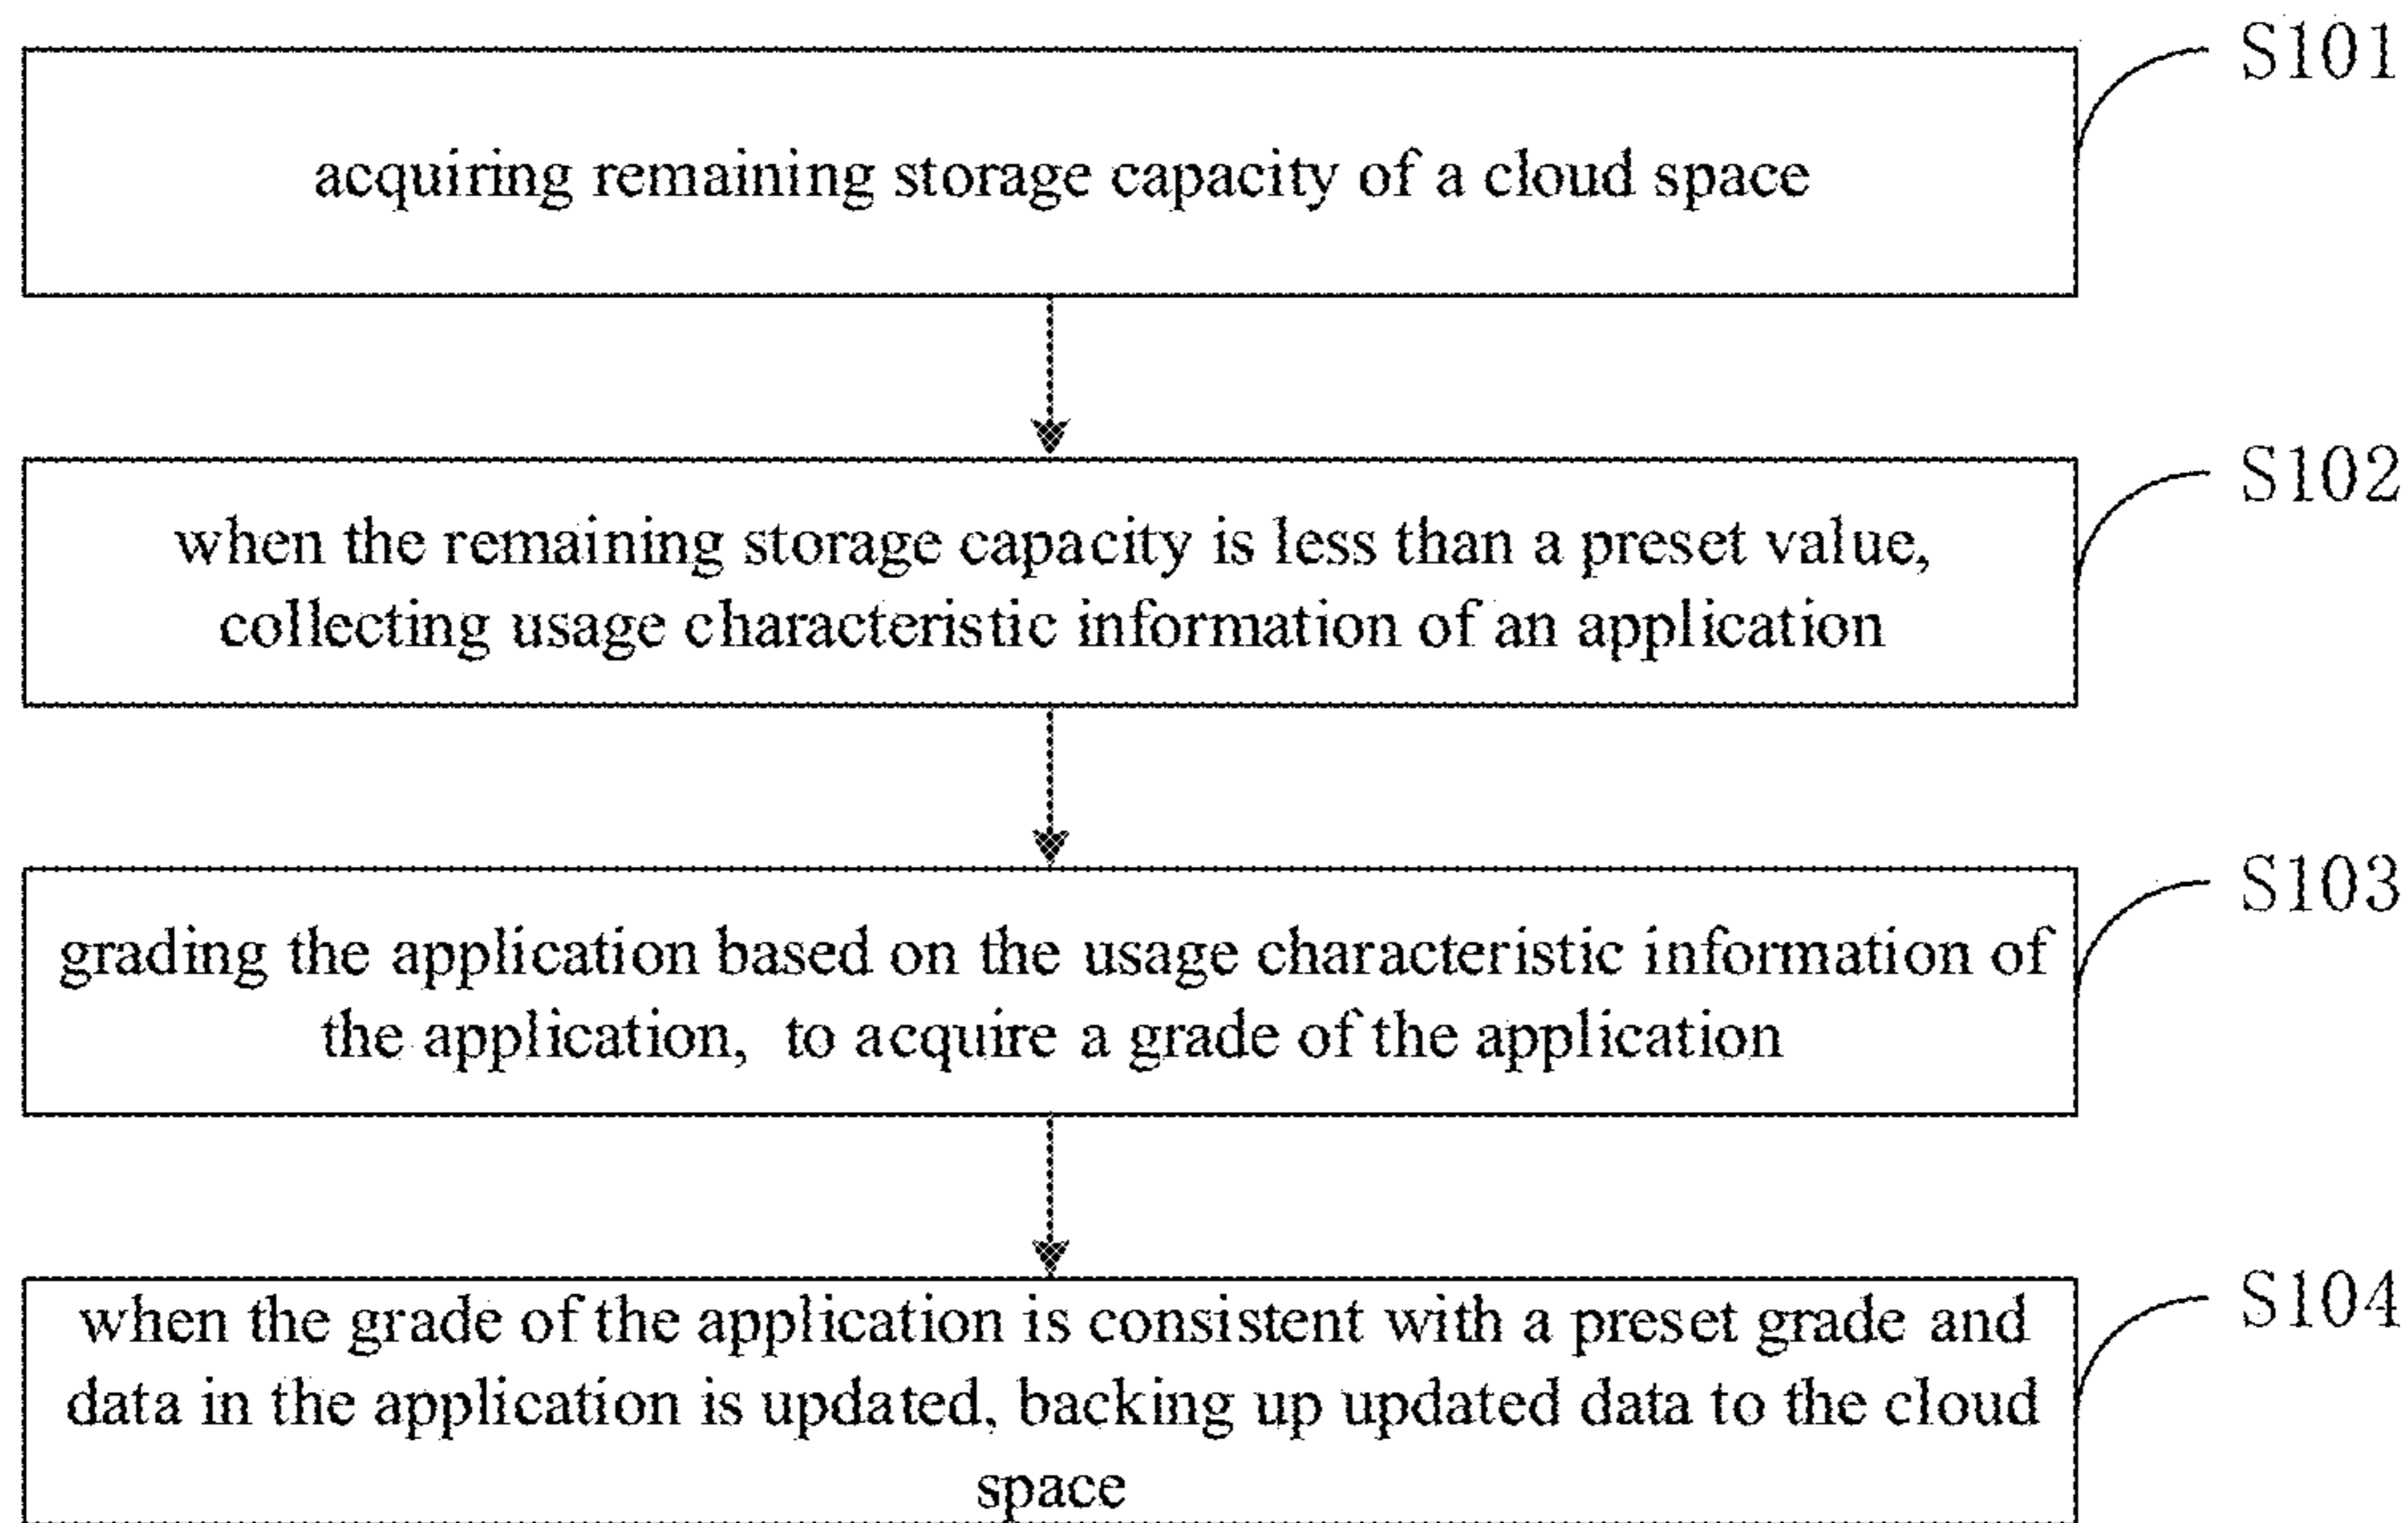 S101
acquiring remaining storage capacity of a cloud space
S102
when the remaining storage capacity is less than a preset value,
collecting usage characteristic information of an application
S103
grading the application based on the usage characteristic information of
the application, to acquire a grade of the application
S104
when the grade of the application is consistent with a preset grade and
data in the application is updated, backing up updated data to the cloud
space